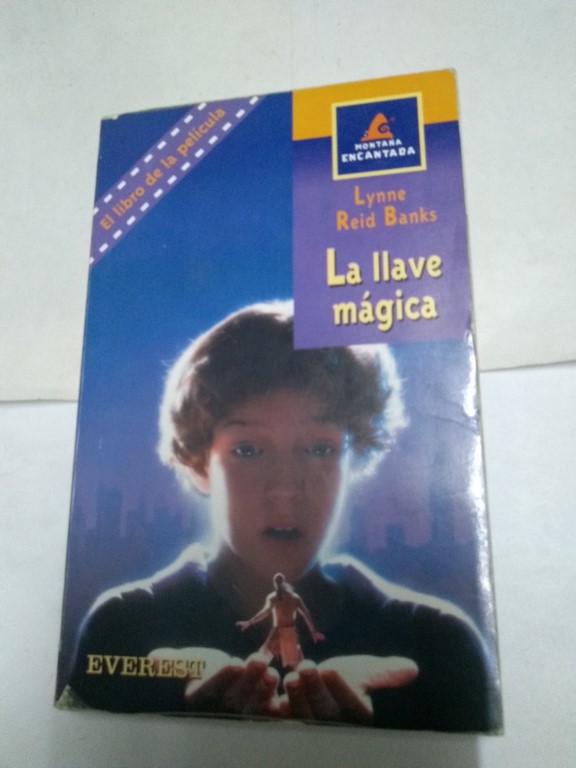 El libro de la película
MONTAÑA
ENCANTADA
Lynne
Reid Banks
La llave
mágica
EVEREST